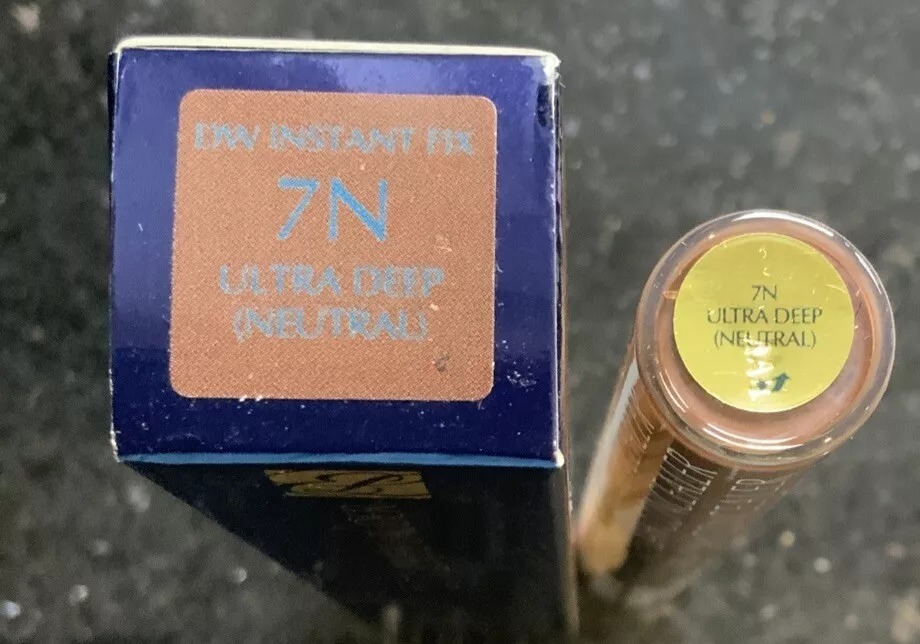 DW INSTANT FIX
7N
ULTRA DEEP
(NEUTRAL)
7N
ULTRA DEEP
(NEUTRAL)